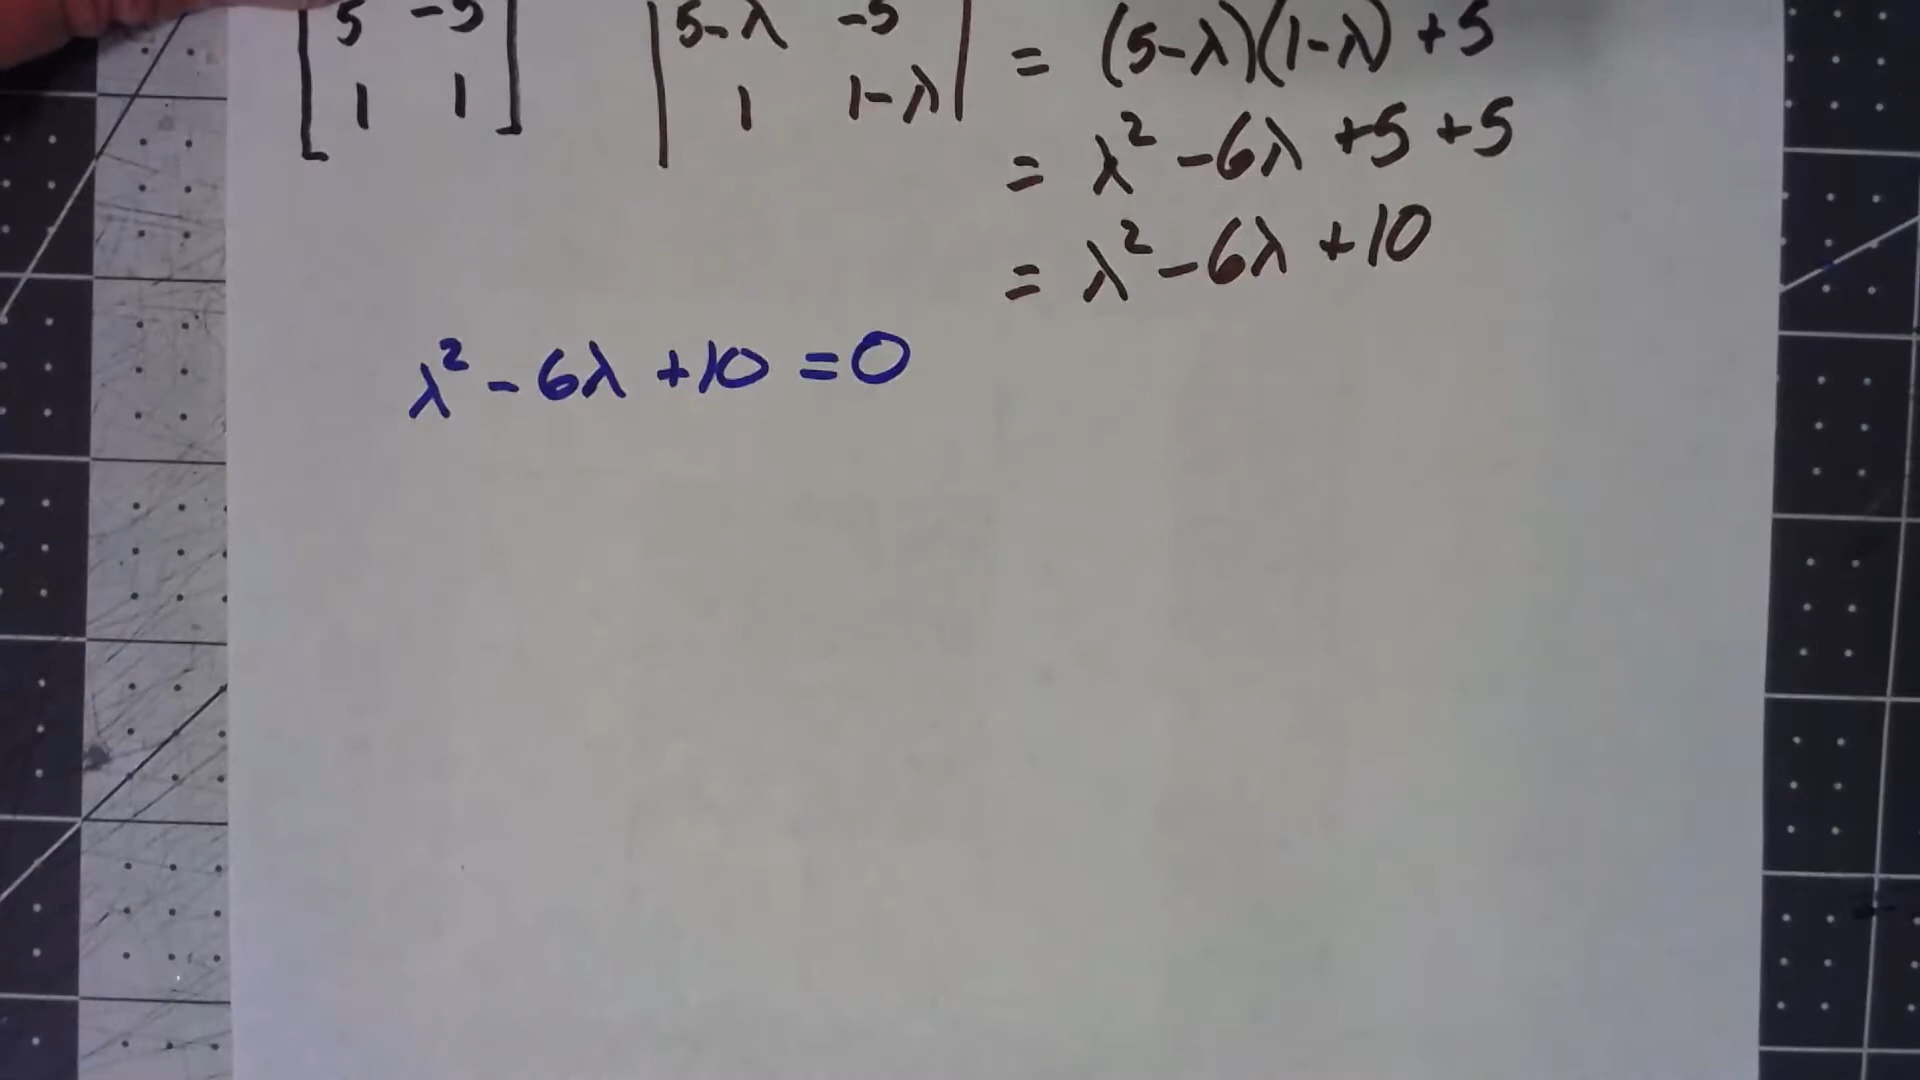 [5 -5] |5-λ -5| = (5-λ)(1-λ) +5
[1 1] |1 1-λ|
= λ² -6λ +5 +5
= λ² -6λ +10
λ² - 6λ +10 =0